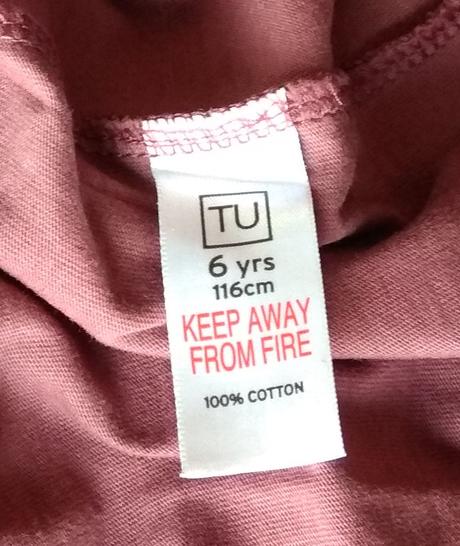 TU
6 yrs
116cm
KEEP AWAY
FROM FIRE
100% COTTON